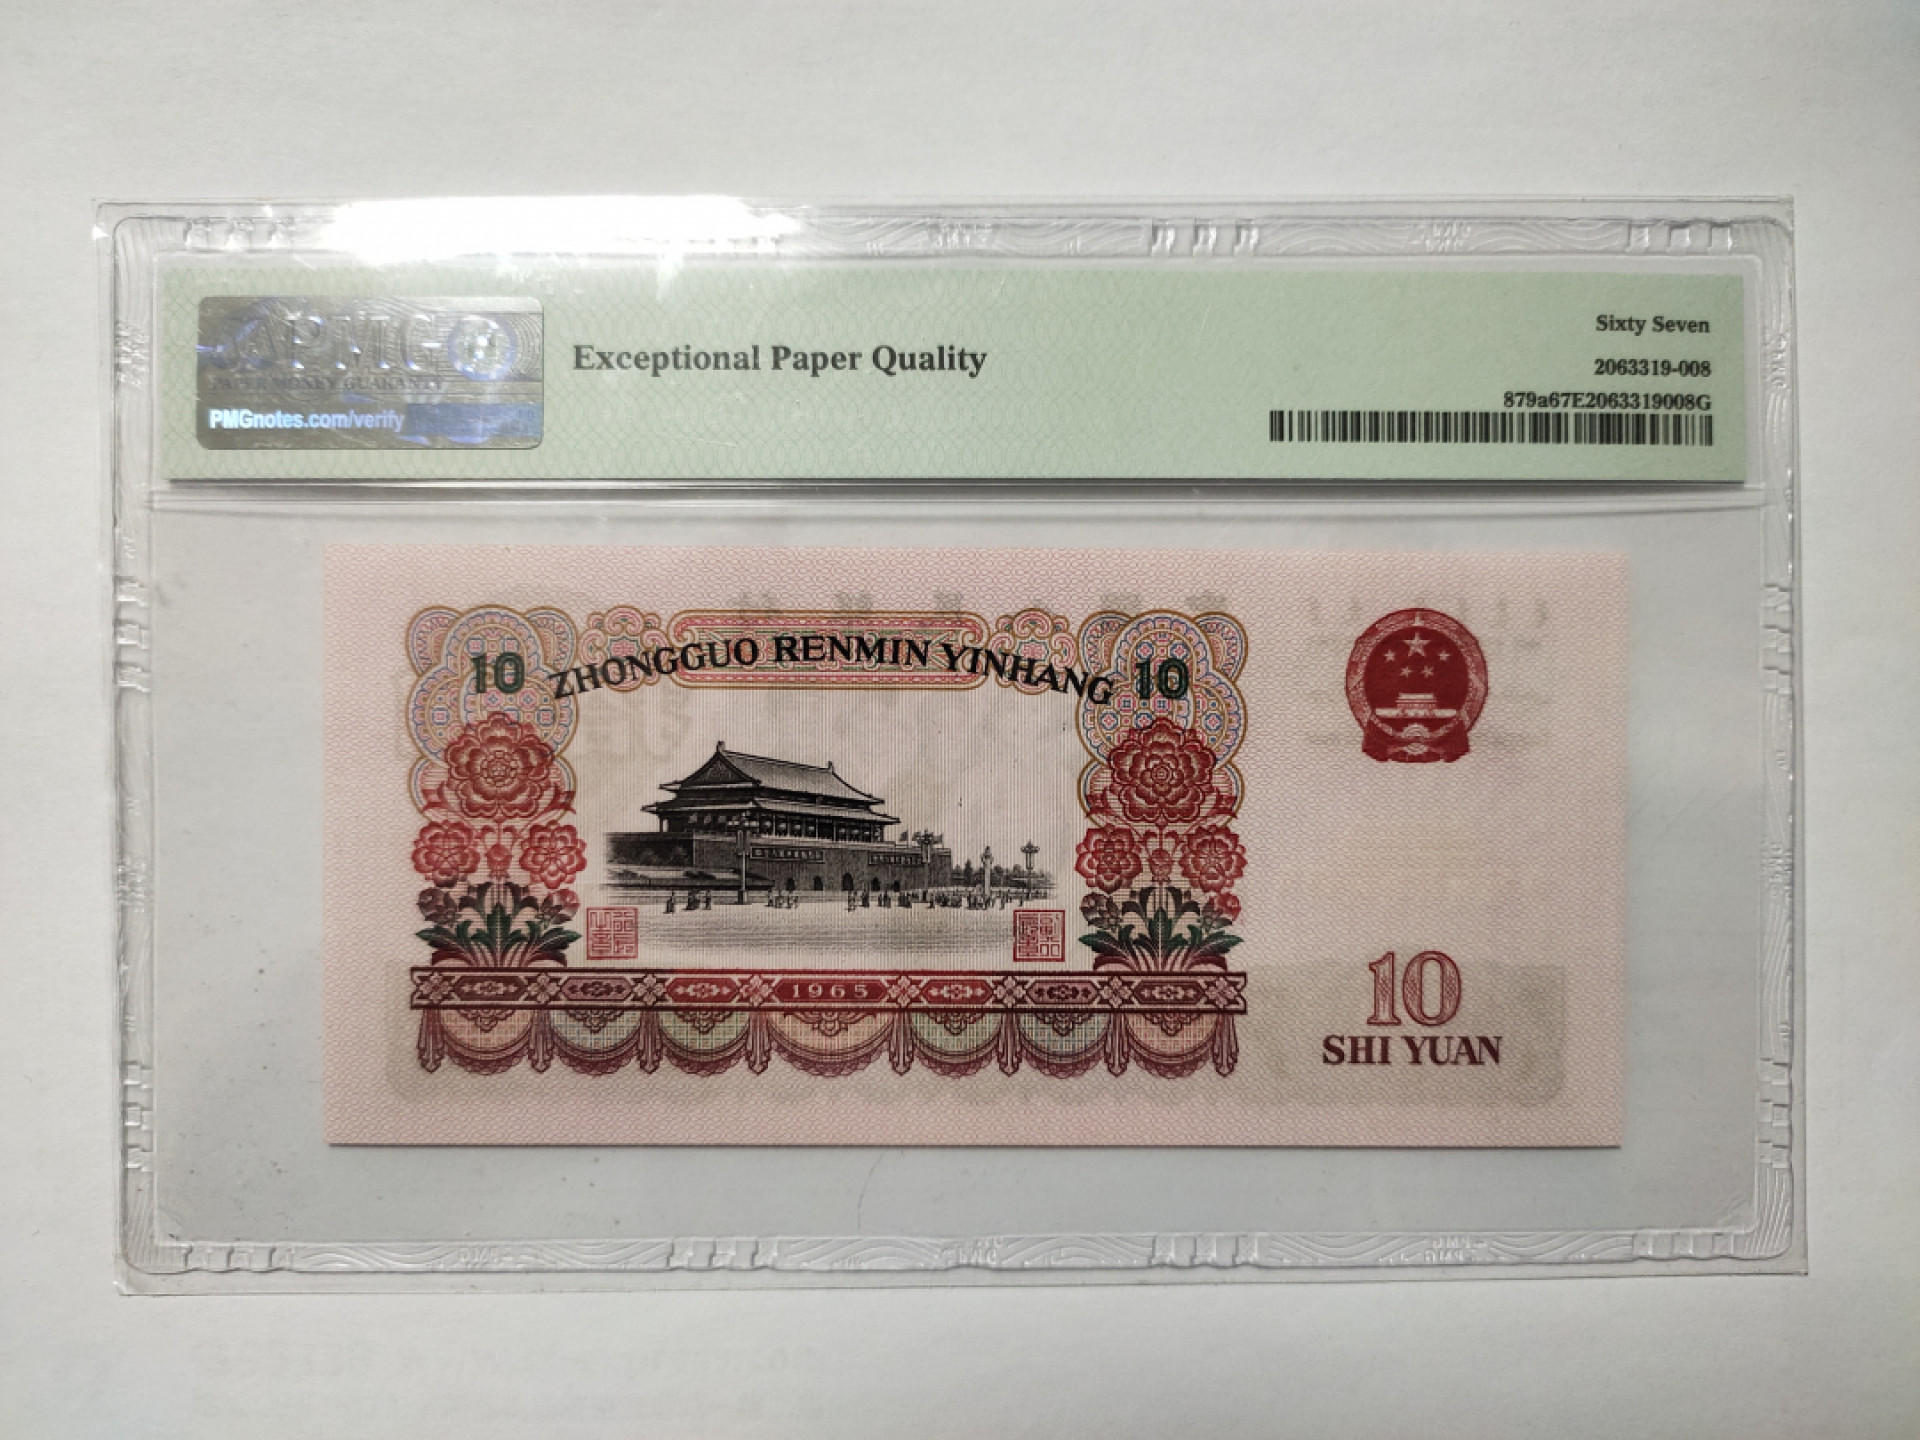 PMG
PAPER MONEY GUARANTY
PMGnotes.com/verify
Exceptional Paper Quality
Sixty Seven
2063319-008
879a67E2063319008G
10 ZHONGGUO RENMIN YINHANG 10
1965
10
SHI YUAN